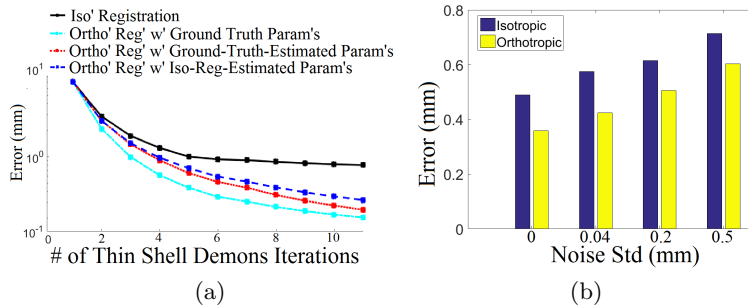 Iso' Registration
Ortho' Reg' w' Ground Truth Param's
Ortho' Reg' w' Ground-Truth-Estimated Param's
Ortho' Reg' w' Iso-Reg-Estimated Param's
Error (mm)
10^1
10^0
10^-1
0 2 4 6 8 10
# of Thin Shell Demons Iterations
(a)
Isotropic
Orthotropic
Error (mm)
0.8
0.6
0.4
0.2
0
0 0.04 0.2 0.5
Noise Std (mm)
(b)